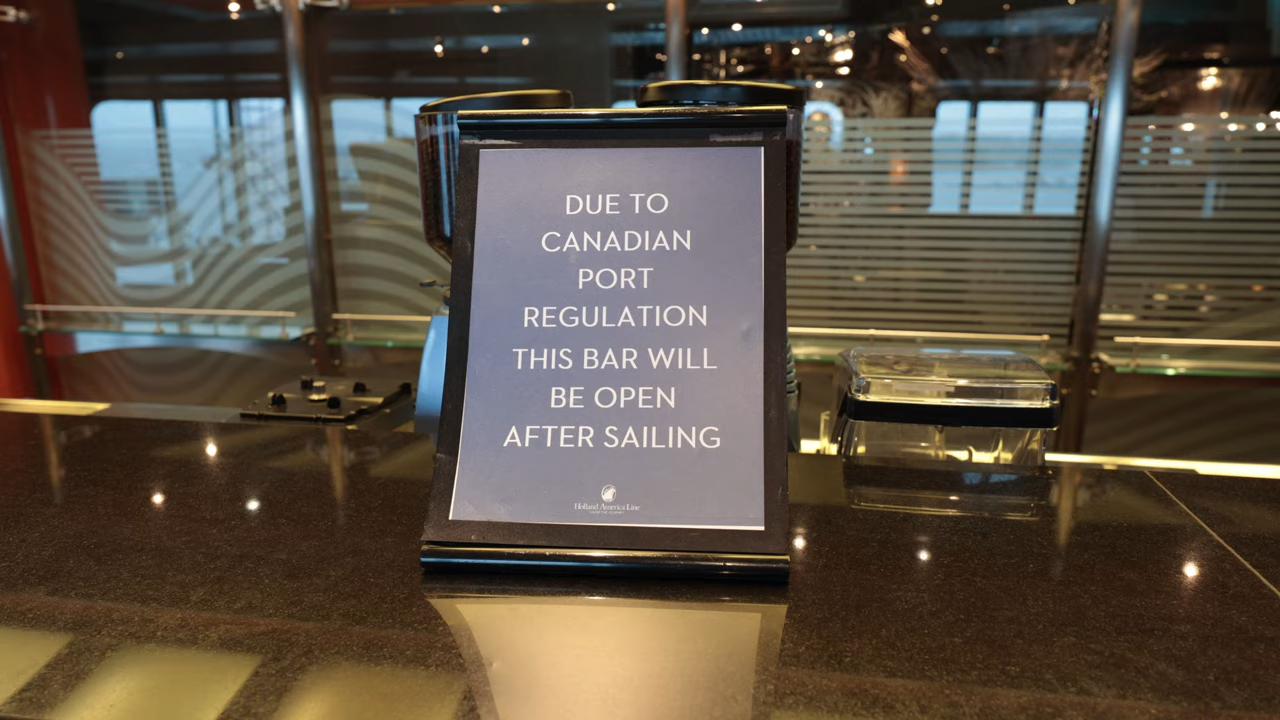 DUE TO
CANADIAN
PORT
REGULATION
THIS BAR WILL
BE OPEN
AFTER SAILING
Holland America Line